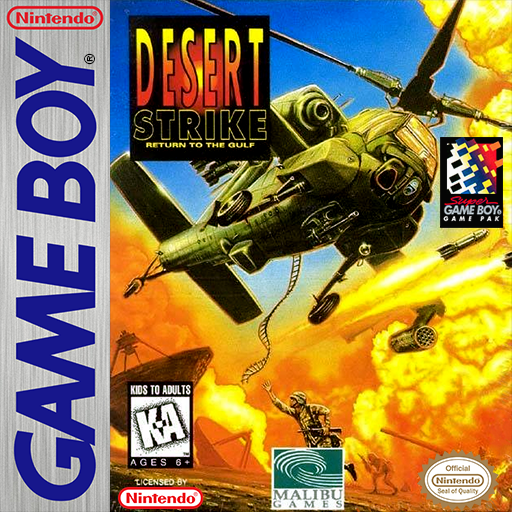 Nintendo®
GAME BOY®
DESERT
STRIKE
RETURN TO THE GULF
Super
GAME BOY®
GAME PAK
KIDS TO ADULTS
K-A
AGES 6+
LICENSED BY
Nintendo
MALIBU
GAMES
Official
Nintendo
Seal of Quality